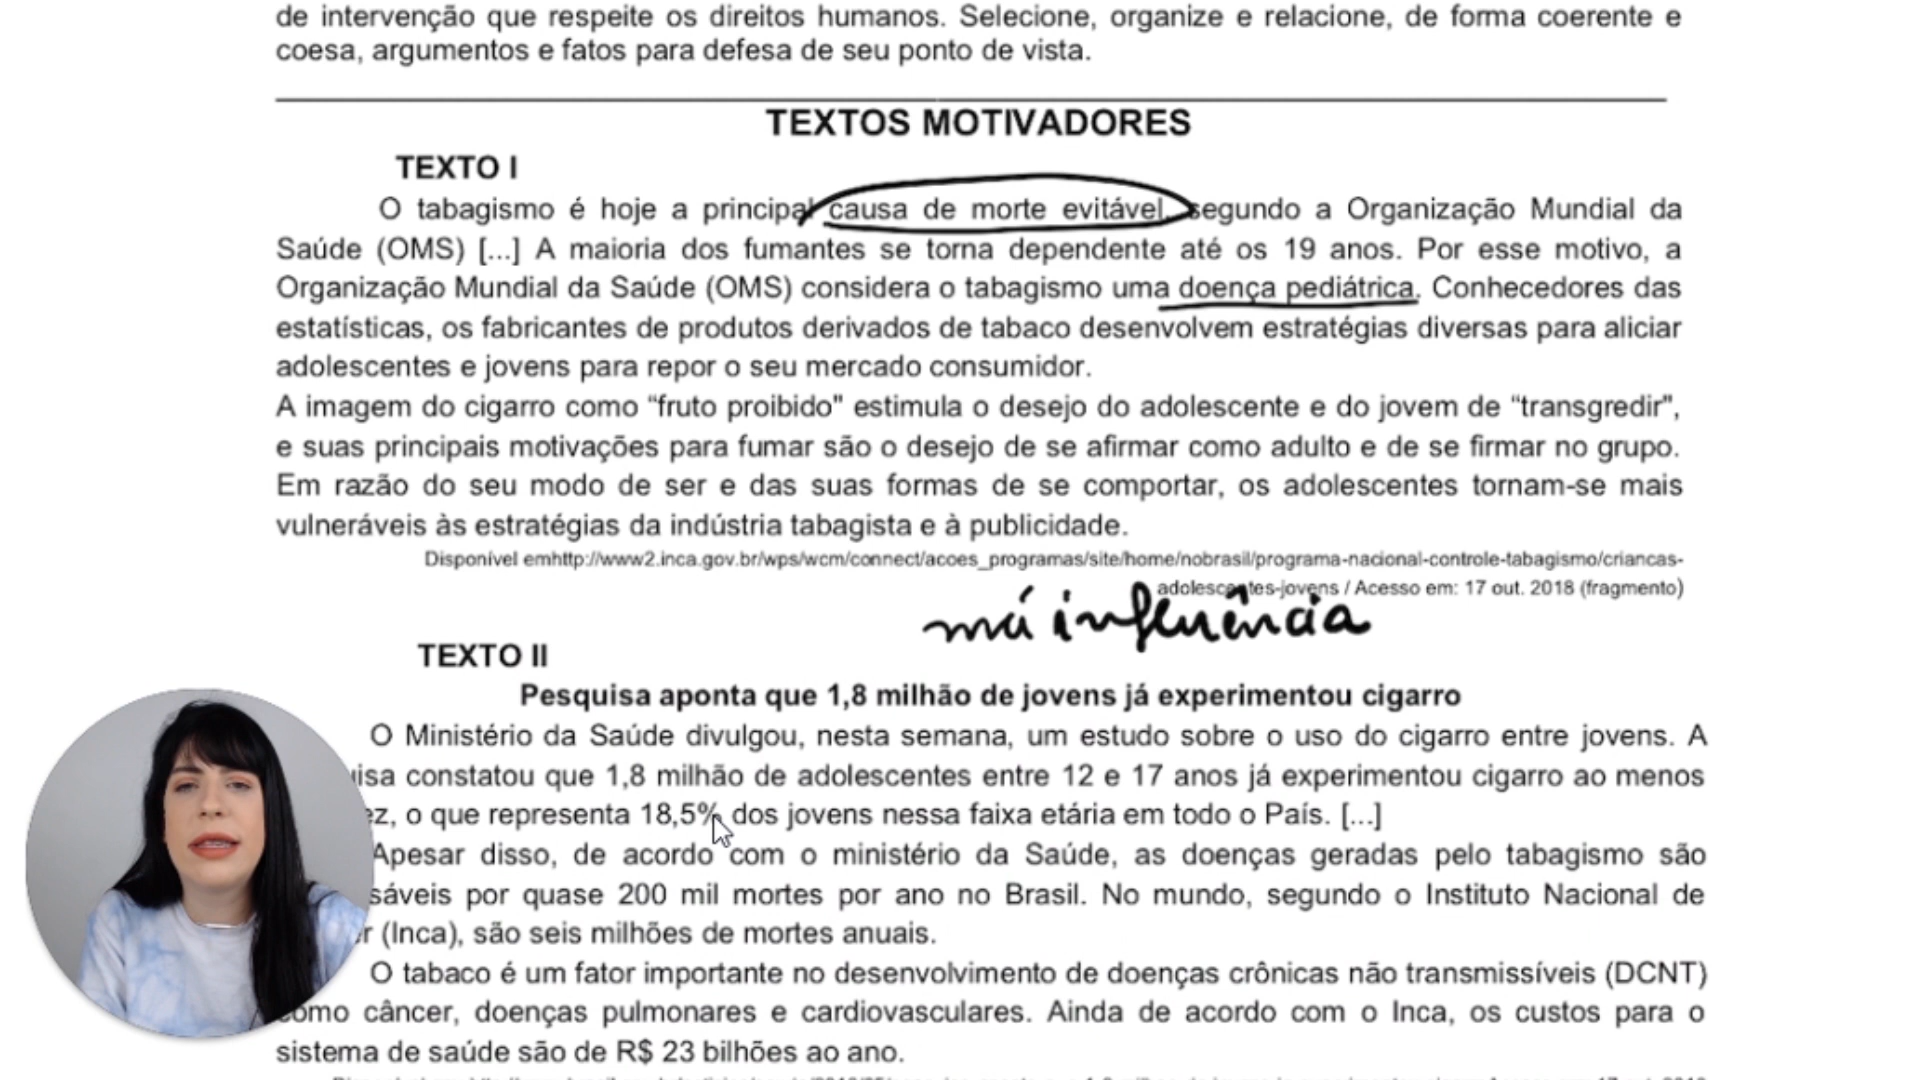 de intervenção que respeite os direitos humanos. Selecione, organize e relacione, de forma coerente e
coesa, argumentos e fatos para defesa de seu ponto de vista.
TEXTOS MOTIVADORES
TEXTO I
O tabagismo é hoje a principal causa de morte evitável, segundo a Organização Mundial da
Saúde (OMS) [...] A maioria dos fumantes se torna dependente até os 19 anos. Por esse motivo, a
Organização Mundial da Saúde (OMS) considera o tabagismo uma doença pediátrica. Conhecedores das
estatísticas, os fabricantes de produtos derivados de tabaco desenvolvem estratégias diversas para aliciar
adolescentes e jovens para repor o seu mercado consumidor.
A imagem do cigarro como “fruto proibido" estimula o desejo do adolescente e do jovem de “transgredir",
e suas principais motivações para fumar são o desejo de se afirmar como adulto e de se firmar no grupo.
Em razão do seu modo de ser e das suas formas de se comportar, os adolescentes tornam-se mais
vulneráveis às estratégias da indústria tabagista e à publicidade.
Disponível emhttp://www2.inca.gov.br/wps/wcm/connect/acoes_programas/site/home/nobrasil/programa-nacional-controle-tabagismo/criancas-
adolescentes-jovens / Acesso em: 17 out. 2018 (fragmento)
má influência
TEXTO II
Pesquisa aponta que 1,8 milhão de jovens já experimentou cigarro
O Ministério da Saúde divulgou, nesta semana, um estudo sobre o uso do cigarro entre jovens. A
isa constatou que 1,8 milhão de adolescentes entre 12 e 17 anos já experimentou cigarro ao menos
ez, o que representa 18,5% dos jovens nessa faixa etária em todo o País. [...]
Apesar disso, de acordo com o ministério da Saúde, as doenças geradas pelo tabagismo são
sáveis por quase 200 mil mortes por ano no Brasil. No mundo, segundo o Instituto Nacional de
r (Inca), são seis milhões de mortes anuais.
O tabaco é um fator importante no desenvolvimento de doenças crônicas não transmissíveis (DCNT)
como câncer, doenças pulmonares e cardiovasculares. Ainda de acordo com o Inca, os custos para o
sistema de saúde são de R$ 23 bilhões ao ano.